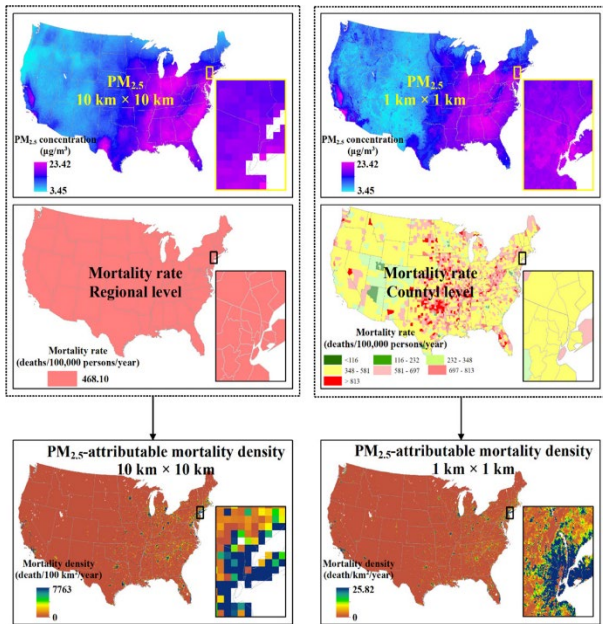 PM2.5
10 km × 10 km
PM2.5 concentration
(µg/m³)
23.42
3.45
PM2.5
1 km × 1 km
PM2.5 concentration
(µg/m³)
23.42
3.45
Mortality rate
Regional level
Mortality rate
(deaths/100,000 persons/year)
468.10
Mortality rate
Countyl level
Mortality rate
(deaths/100,000 persons/year)
<116
116 - 232
232 - 348
348 - 581
581 - 697
697 - 813
> 813
PM2.5-attributable mortality density
10 km × 10 km
Mortality density
(death/100 km²/year)
7763
0
PM2.5-attributable mortality density
1 km × 1 km
Mortality density
(death/km²/year)
25.82
0